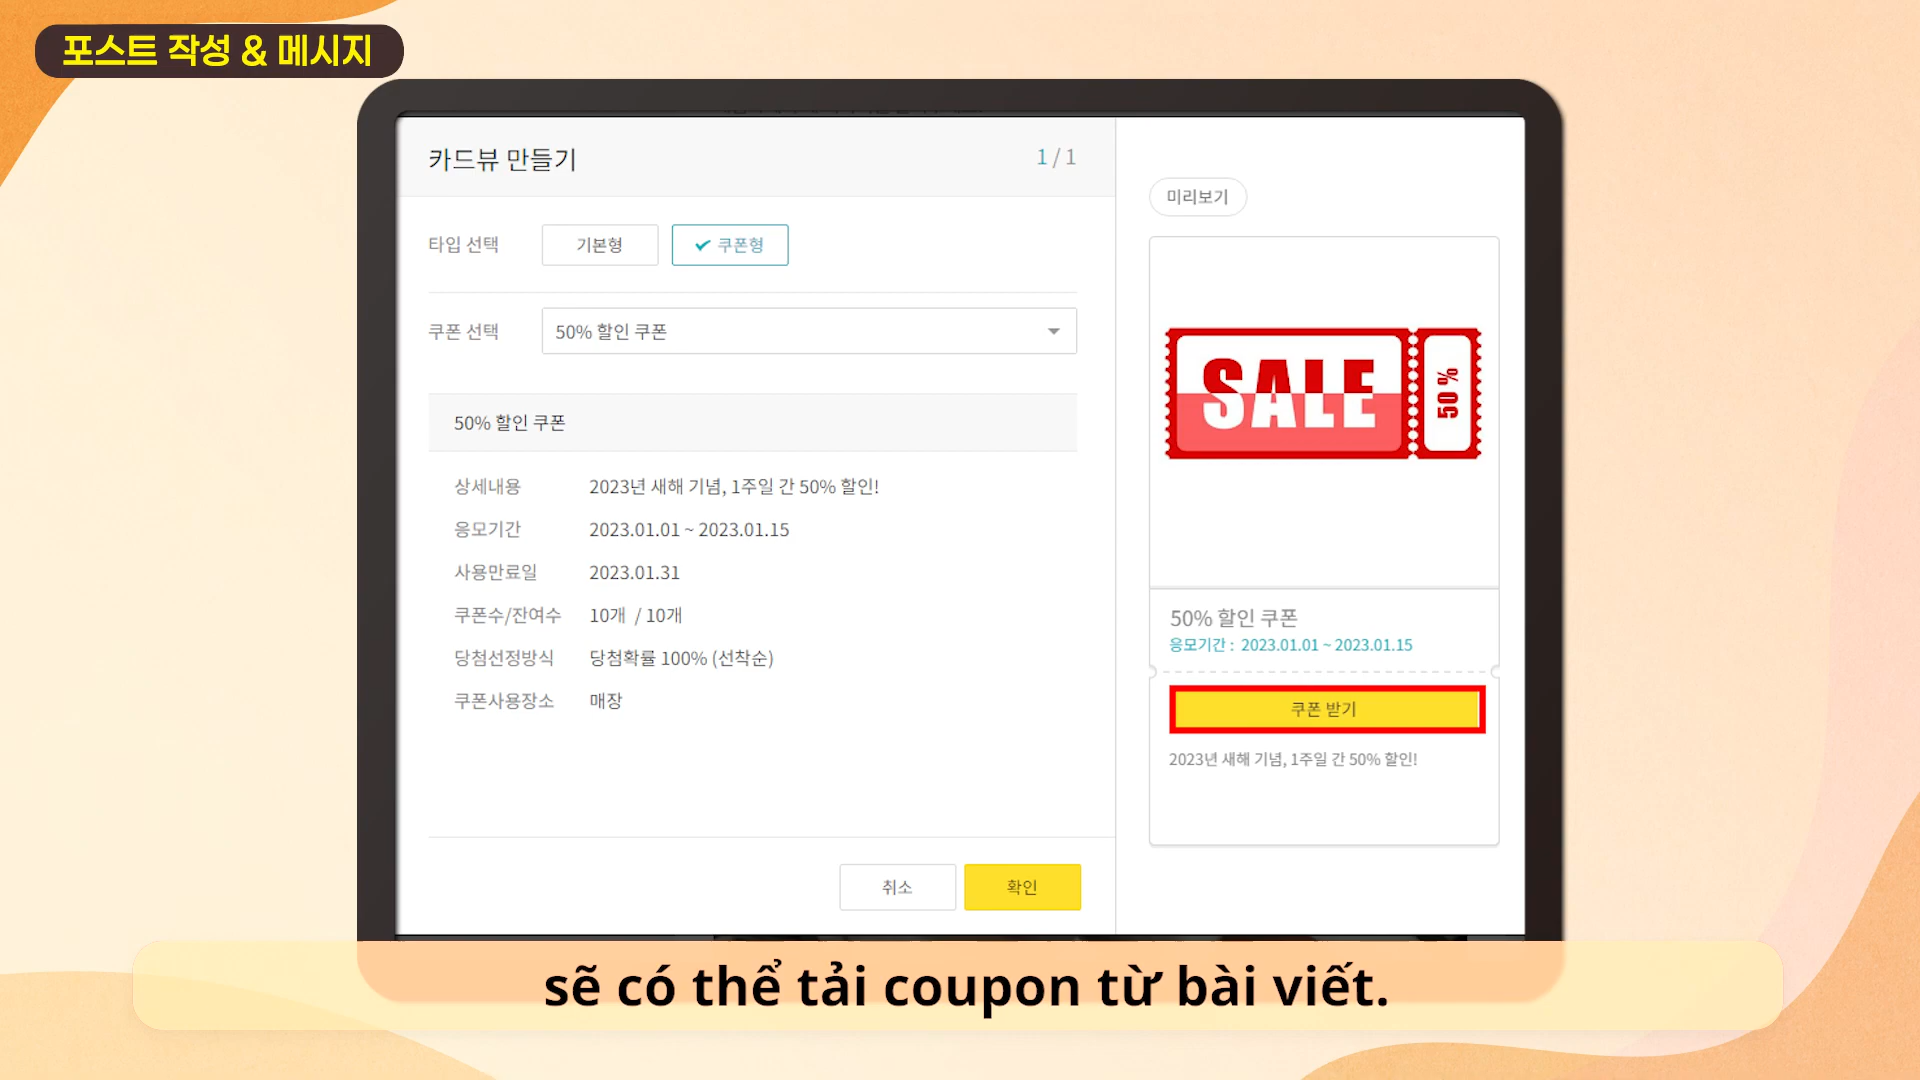 포스트 작성 & 메시지
카드뷰 만들기
1 / 1
타입 선택
기본형
쿠폰형
쿠폰 선택
50% 할인 쿠폰
50% 할인 쿠폰
상세내용
2023년 새해 기념, 1주일 간 50% 할인!
응모기간
2023.01.01 ~ 2023.01.15
사용만료일
2023.01.31
쿠폰수/잔여수
10개 / 10개
당첨선정방식
당첨확률 100% (선착순)
쿠폰사용장소
매장
취소
확인
미리보기
SALE
50%
50% 할인 쿠폰
응모기간 : 2023.01.01 ~ 2023.01.15
쿠폰 받기
2023년 새해 기념, 1주일 간 50% 할인!
sẽ có thể tải coupon từ bài viết.